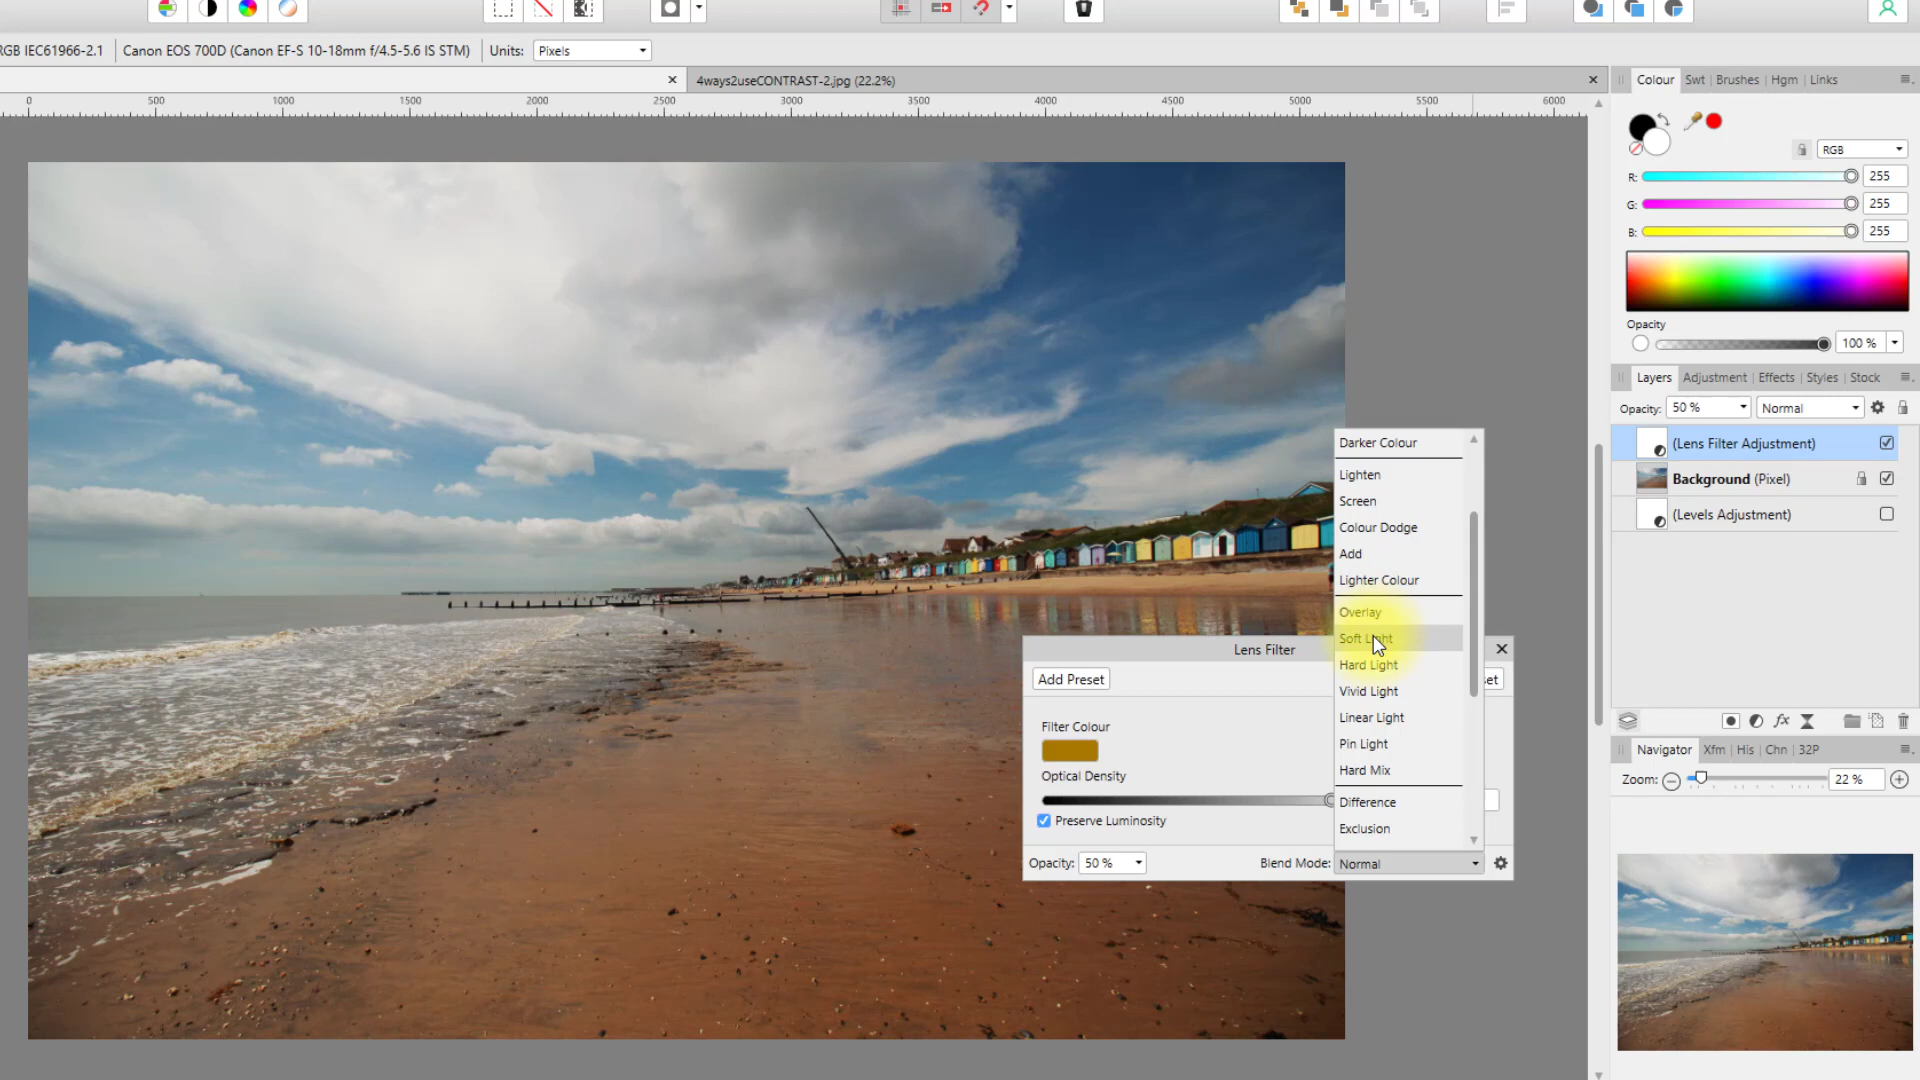 RGB IEC61966-2.1 Canon EOS 700D (Canon EF-S 10-18mm f/4.5-5.6 IS STM) Units: Pixels
4ways2useCONTRAST-2.jpg (22.2%)
0 500 1000 1500 2000 2500 3000 3500 4000 4500 5000 5500 6000
Colour Swt Brushes Hgm Links
RGB
R: 255
G: 255
B: 255
Opacity
100 %
Layers Adjustment Effects Styles Stock
Opacity: 50 % Normal
(Lens Filter Adjustment)
Background (Pixel)
(Levels Adjustment)
Darker Colour
Lighten
Screen
Colour Dodge
Add
Lighter Colour
Overlay
Soft Light
Hard Light
Vivid Light
Linear Light
Pin Light
Hard Mix
Difference
Exclusion
Lens Filter
Add Preset
Filter Colour
Optical Density
Preserve Luminosity
Opacity: 50 % Blend Mode: Normal
Navigator Xfm His Chn 32P
Zoom: 22 %